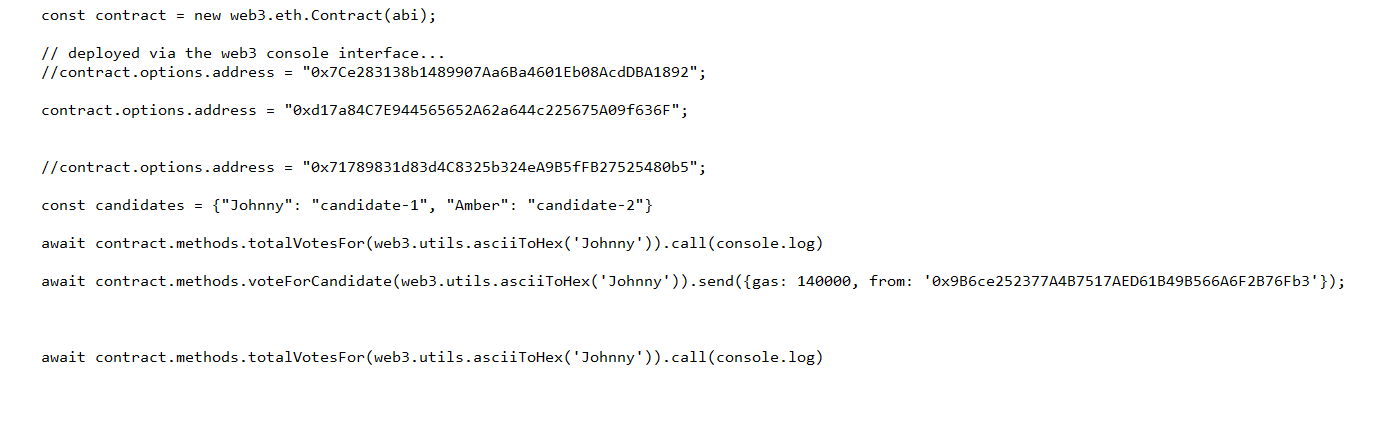 const contract = new web3.eth.Contract(abi);
// deployed via the web3 console interface...
//contract.options.address = "0x7Ce283138b1489907Aa6Ba4601Eb08AcdDBA1892";
contract.options.address = "0xd17a84C7E944565652A62a644c225675A09f636F";
//contract.options.address = "0x71789831d83d4C8325b324eA9B5fFB27525480b5";
const candidates = {"Johnny": "candidate-1", "Amber": "candidate-2"}
await contract.methods.totalVotesFor(web3.utils.asciiToHex('Johnny')).call(console.log)
await contract.methods.voteForCandidate(web3.utils.asciiToHex('Johnny')).send({gas: 140000, from: '0x9B6ce252377A4B7517AED61B49B566A6F2B76Fb3'});
await contract.methods.totalVotesFor(web3.utils.asciiToHex('Johnny')).call(console.log)